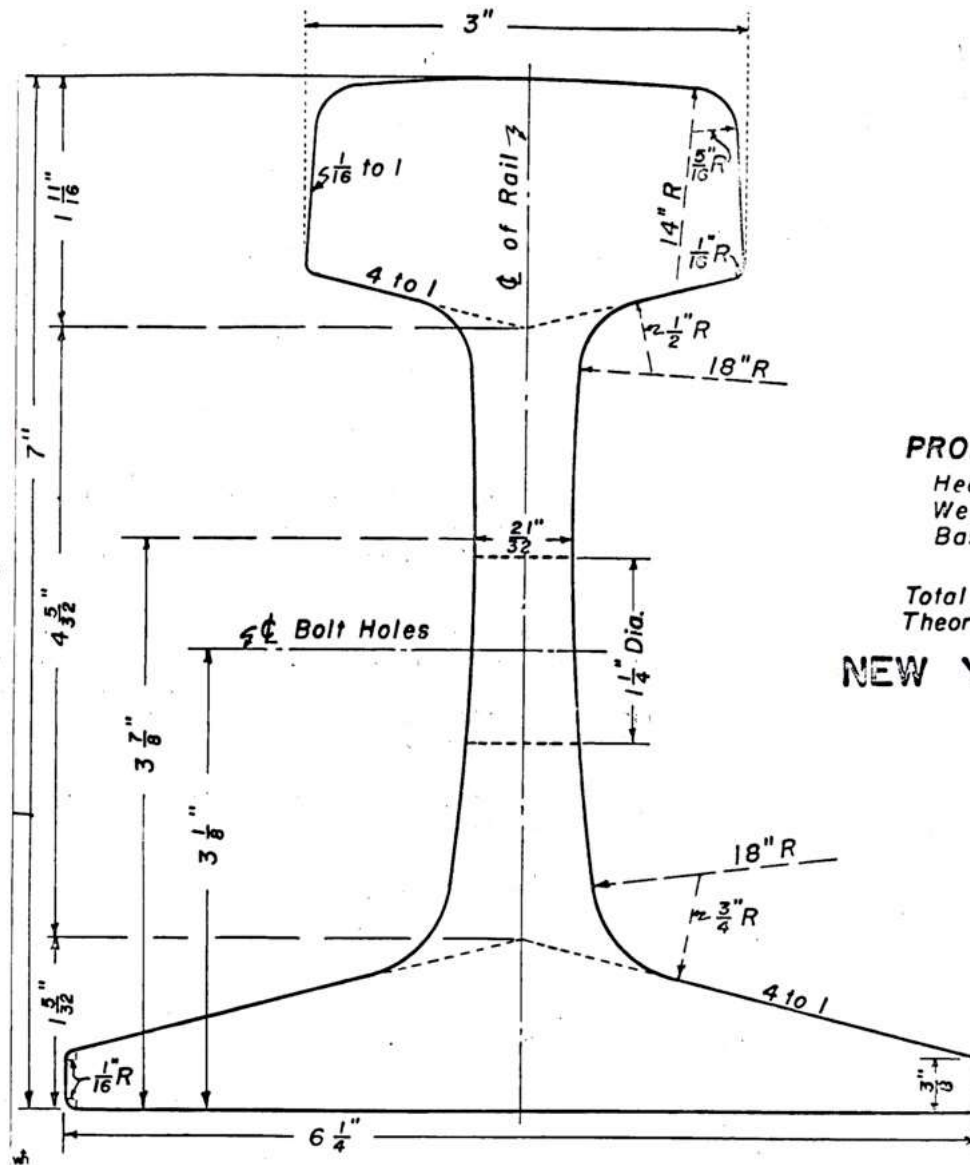 3"
1 11/16"
1/16 to 1
℄ of Rail
14" R
5/16" R
1/16" R
4 to 1
1/2" R
18" R
7"
PRO
Hea
We
Ba
21/32"
4 5/32"
℄ Bolt Holes
1 1/4" Dia.
Total
Theor
NEW Y
3 7/8"
3 1/8"
18" R
3/4" R
1 5/32"
4 to 1
1/16" R
3/8"
6 1/4"